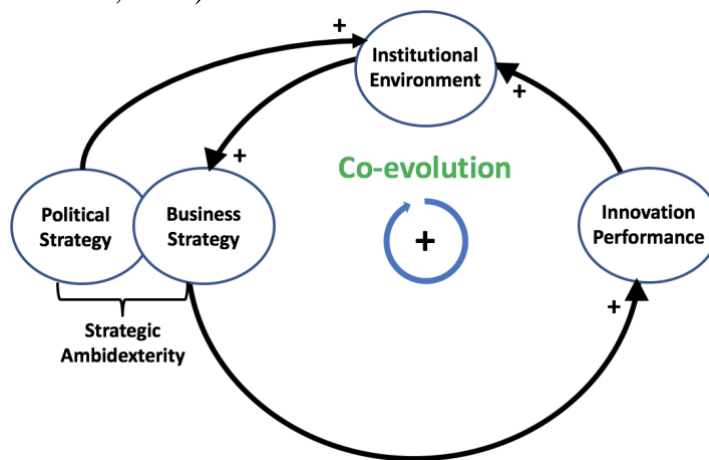 +
Institutional
Environment
+
+
Co-evolution
Political
Strategy
Business
Strategy
+
Innovation
Performance
+
Strategic
Ambidexterity